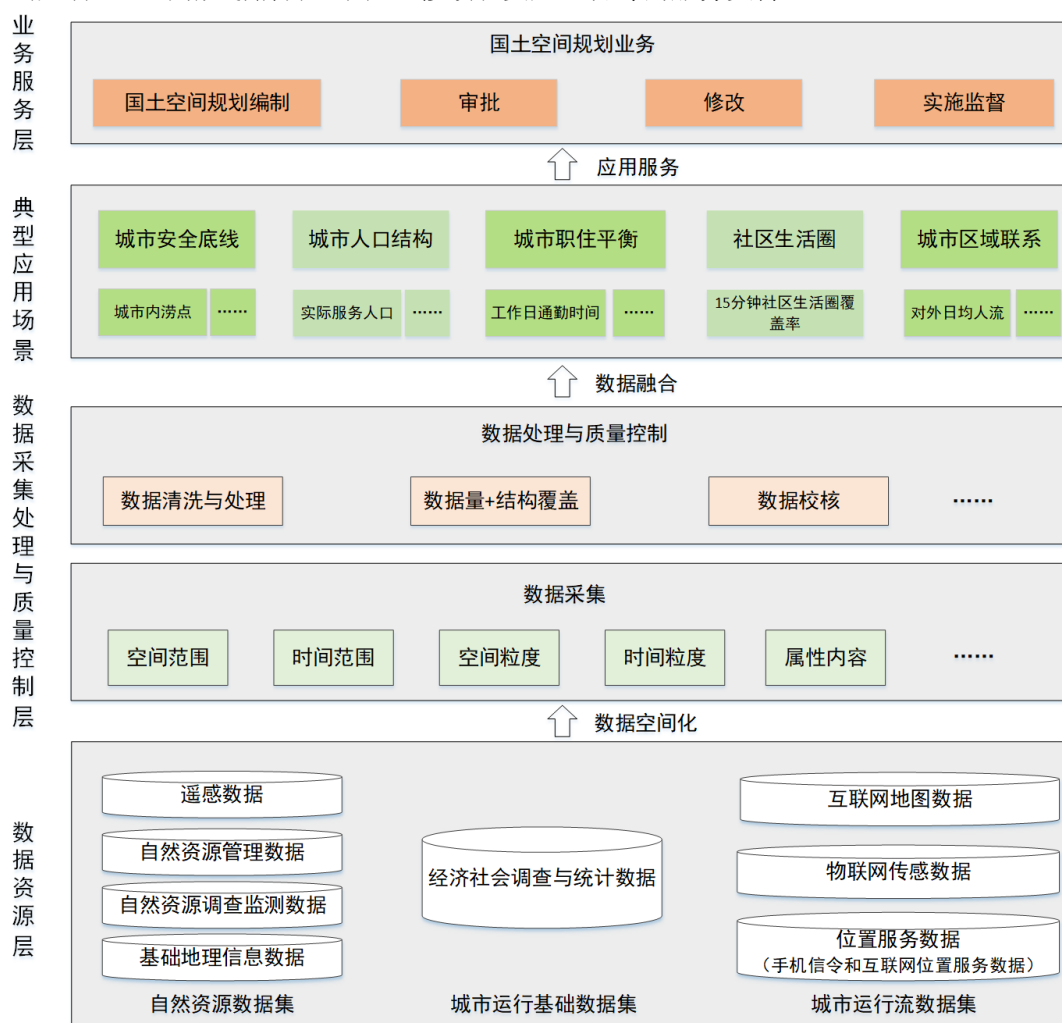 业务服务层
国土空间规划业务
国土空间规划编制 审批 修改 实施监督
应用服务
典型应用场景
城市安全底线 城市人口结构 城市职住平衡 社区生活圈 城市区域联系
城市内涝点 …… 实际服务人口 …… 工作日通勤时间 …… 15分钟社区生活圈覆 对外日均人流 ……
盖率
数据融合
数据采集处理与质量控制层
数据处理与质量控制
数据清洗与处理 数据量+结构覆盖 数据校核 ……
数据采集
空间范围 时间范围 空间粒度 时间粒度 属性内容 ……
数据空间化
数据资源层
遥感数据
自然资源管理数据
自然资源调查监测数据
基础地理信息数据
自然资源数据集
经济社会调查与统计数据
城市运行基础数据集
互联网地图数据
物联网传感数据
位置服务数据
（手机信令和互联网位置服务数据）
城市运行流数据集